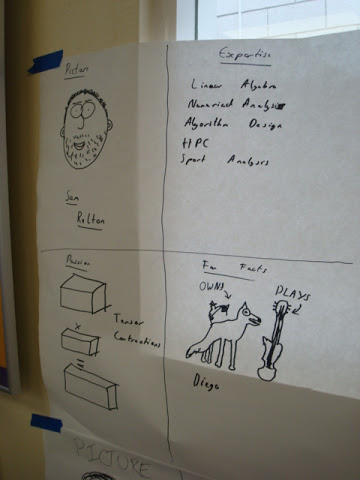 Picture
Sam
Relton
Expertise
Linear Algebra
Numerical Analysis
Algorithm Design
HPC
Sport Analysis
Passion
Tensor
Contractions
×
=
Fun Facts
OWNS
PLAYS
Diego
PICTURE